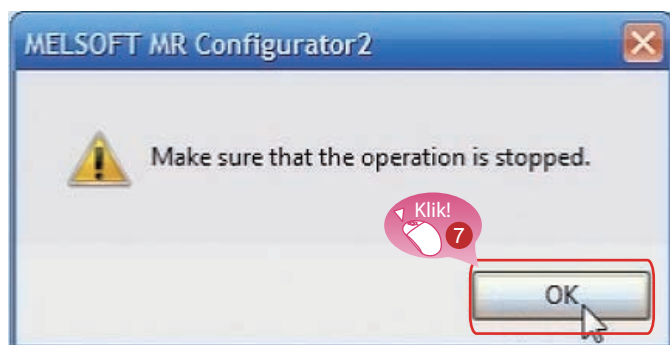 MELSOFT MR Configurator2
Make sure that the operation is stopped.
Klik!
7
OK